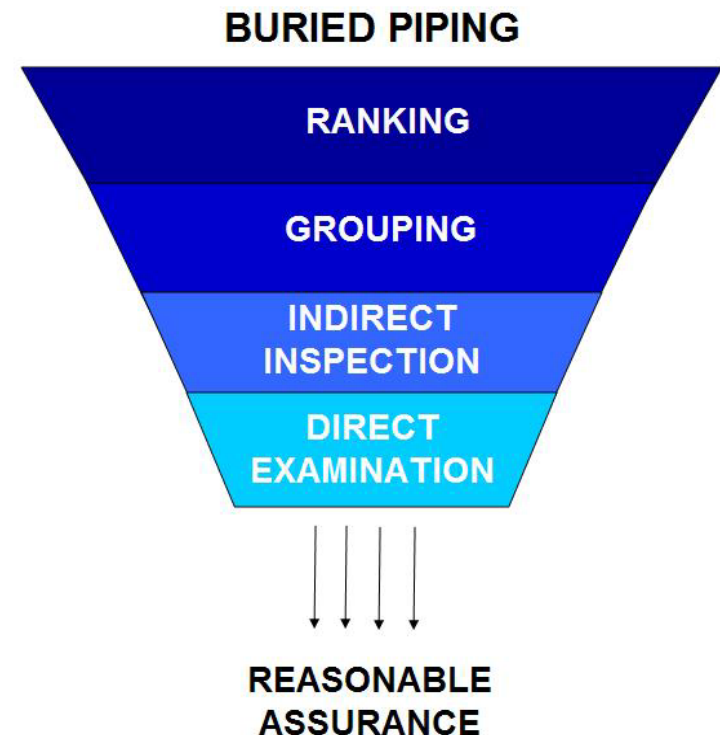 BURIED PIPING
RANKING
GROUPING
INDIRECT
INSPECTION
DIRECT
EXAMINATION
REASONABLE
ASSURANCE